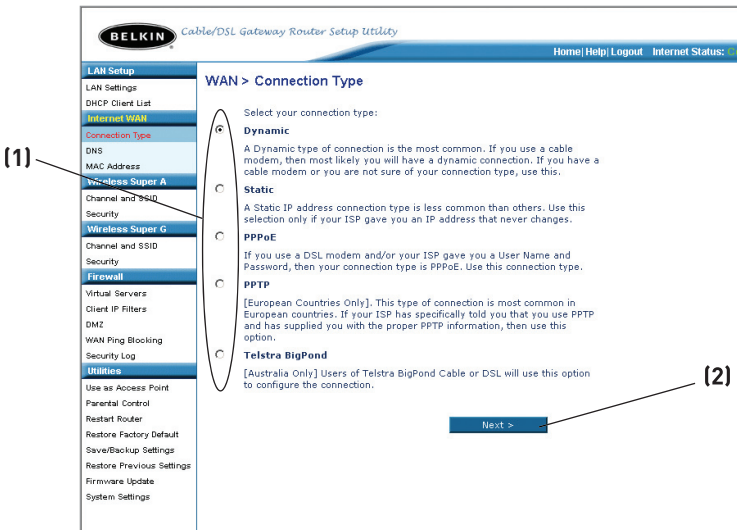 BELKIN
Cable/DSL Gateway Router Setup Utility
Home| Help| Logout Internet Status:
LAN Setup
LAN Settings
DHCP Client List
Internet WAN
Connection Type
DNS
MAC Address
Wireless Super A
Channel and SSID
Security
Wireless Super G
Channel and SSID
Security
Firewall
Virtual Servers
Client IP Filters
DMZ
WAN Ping Blocking
Security Log
Utilities
Use as Access Point
Parental Control
Restart Router
Restore Factory Default
Save/Backup Settings
Restore Previous Settings
Firmware Update
System Settings
WAN > Connection Type
Select your connection type:
Dynamic
A Dynamic type of connection is the most common. If you use a cable
modem, then most likely you will have a dynamic connection. If you have a
cable modem or you are not sure of your connection type, use this.
Static
A Static IP address connection type is less common than others. Use this
selection only if your ISP gave you an IP address that never changes.
PPPoE
If you use a DSL modem and/or your ISP gave you a User Name and
Password, then your connection type is PPPoE. Use this connection type.
PPTP
[European Countries Only]. This type of connection is most common in
European countries. If your ISP has specifically told you that you use PPTP
and has supplied you with the proper PPTP information, then use this
option.
Telstra BigPond
[Australia Only] Users of Telstra BigPond Cable or DSL will use this option
to configure the connection.
Next >
(1)
(2)